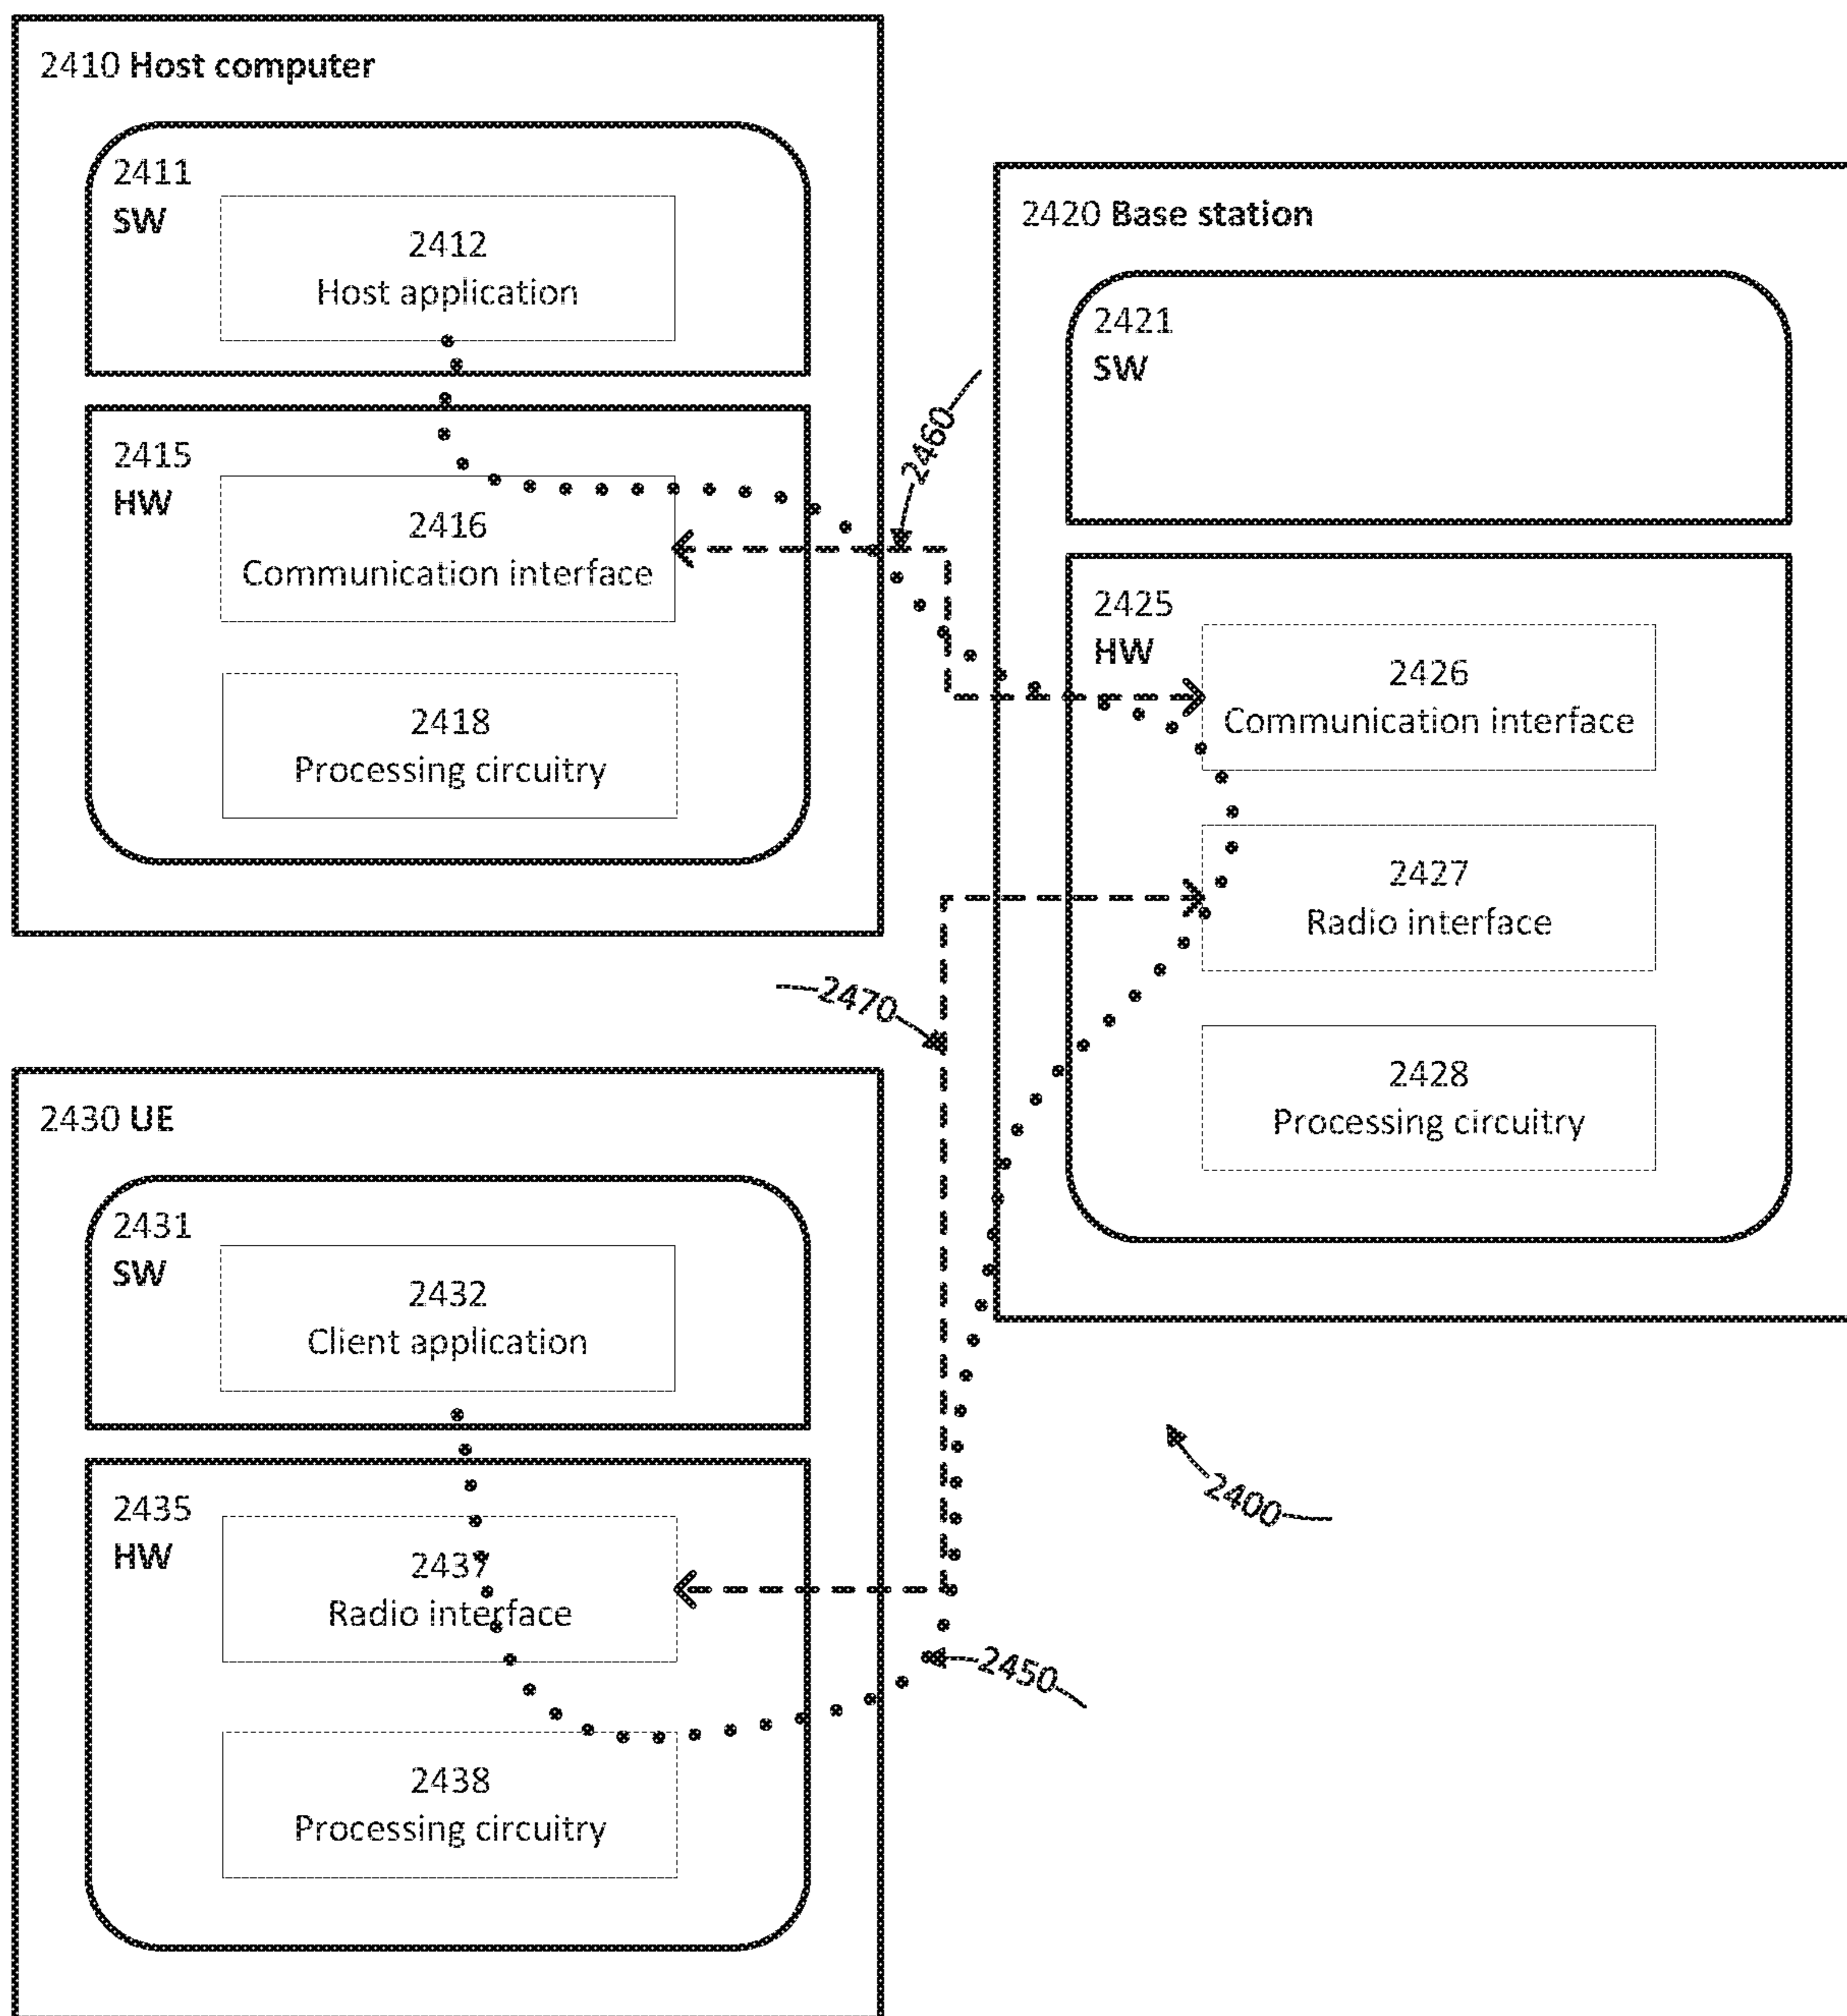 2410 Host computer
2411
SW
2412
Host application
2415
HW
2416
Communication interface
2418
Processing circuitry
2460
2420 Base station
2421
SW
2425
HW
2426
Communication interface
2427
Radio interface
2428
Processing circuitry
2470
2430 UE
2431
SW
2432
Client application
2435
HW
2437
Radio interface
2438
Processing circuitry
2400
2450